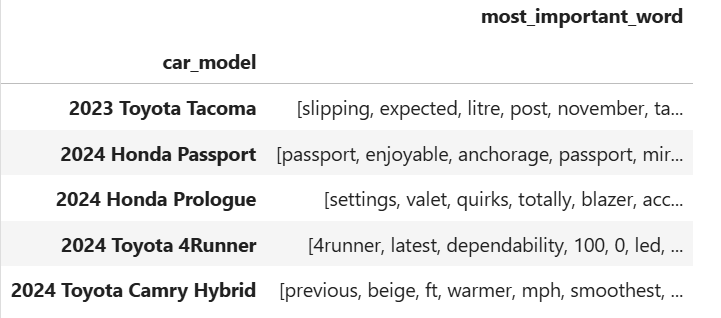 most_important_word
car_model
2023 Toyota Tacoma [slipping, expected, litre, post, november, ta...
2024 Honda Passport [passport, enjoyable, anchorage, passport, mir...
2024 Honda Prologue [settings, valet, quirks, totally, blazer, acc...
2024 Toyota 4Runner [4runner, latest, dependability, 100, 0, led, ...
2024 Toyota Camry Hybrid [previous, beige, ft, warmer, mph, smoothest, ...